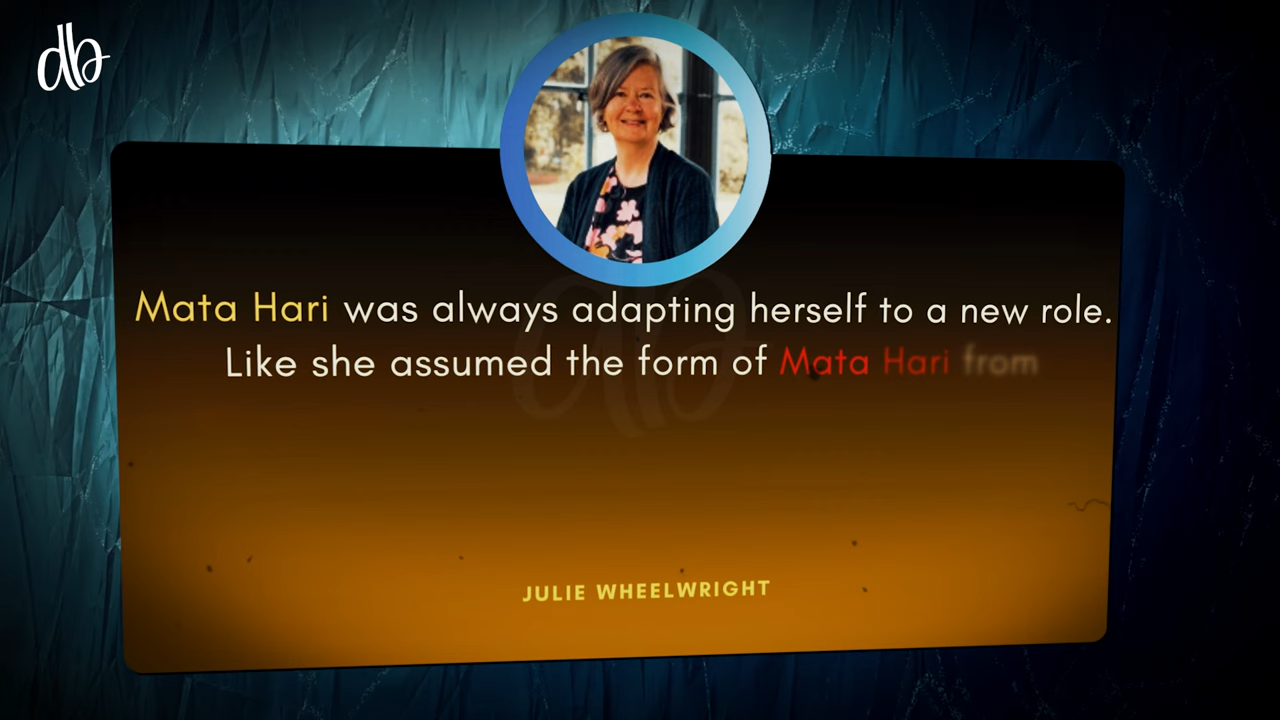 db
Mata Hari was always adapting herself to a new role.
Like she assumed the form of Mata Hari from
JULIE WHEELWRIGHT